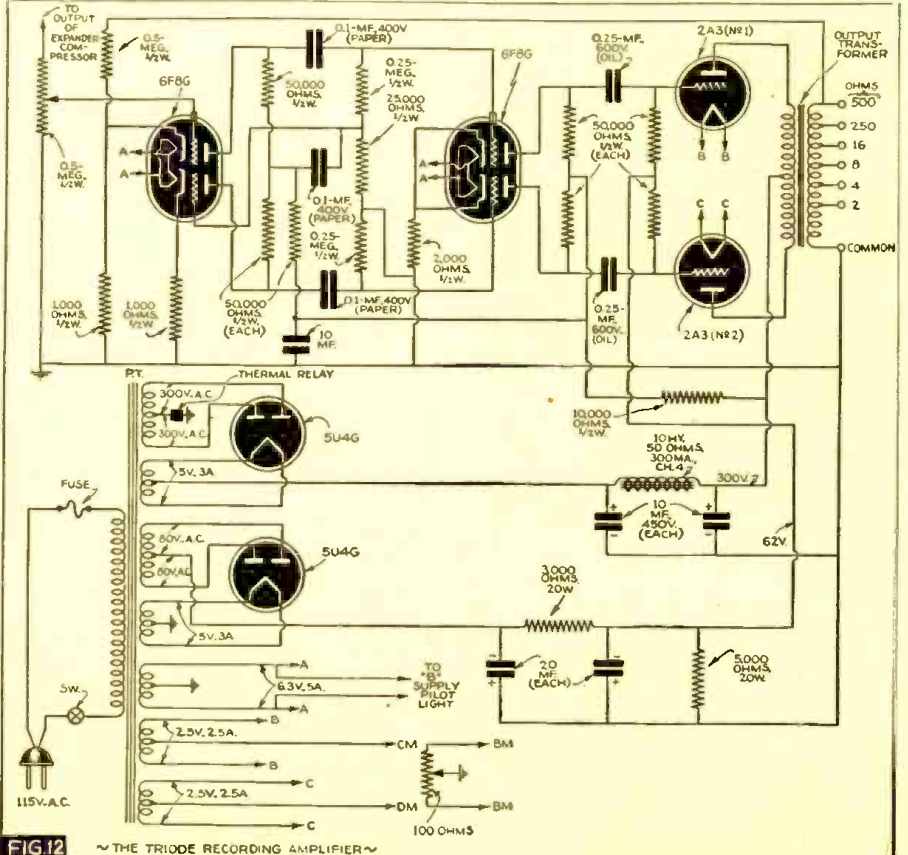 TO
OUTPUT
OF
EXPANDER
COM-
PRESSOR
0.5-
MEG.,
1/2W.
6F8G
0.1-MF., 400V
(PAPER)
50,000
OHMS,
1/2W.
0.25-
MEG.,
1/2W.
25,000
OHMS,
1/2W.
6F8G
0.25-MF.,
600V.
(OIL)
2A3 (Nº1)
OUTPUT
TRANS-
FORMER
OHMS
500
250
16
8
4
2
COMMON
A
A
A
A
B B
C C
0.5-
MEG.,
1/2W.
0.1-MF.,
400V
(PAPER)
50,000
OHMS,
1/2W.
(EACH)
0.25-
MEG.,
1/2W.
2,000
OHMS,
1/2W.
1,000
OHMS,
1/2W.
1,000
OHMS,
1/2W.
50,000
OHMS,
1/2W.
(EACH)
0.1-MF., 400V
(PAPER)
0.25-
MF.,
600V.
(OIL)
2A3 (Nº2)
10
MF.
P.T.
THERMAL RELAY
300V. A.C.
300V. A.C.
5U4G
10,000
OHMS,
1/2W.
10 HY.
50 OHMS,
300MA.,
CH.4
300V.
5V., 3A.
FUSE
10
MF.
450V.
(EACH)
62V.
80V. A.C.
80V. A.C.
5U4G
3,000
OHMS,
20W.
5V., 3A
20
MF.
(EACH)
5,000
OHMS,
20W.
A
6.3V., 5A.
A
TO
"B"
SUPPLY
PILOT
LIGHT
SW.
B
2.5V., 2.5A.
B
CM
BM
C
2.5V., 2.5A
C
DM
BM
100 OHMS
115V.-A.C.
FIG.12 ~THE TRIODE RECORDING AMPLIFIER~